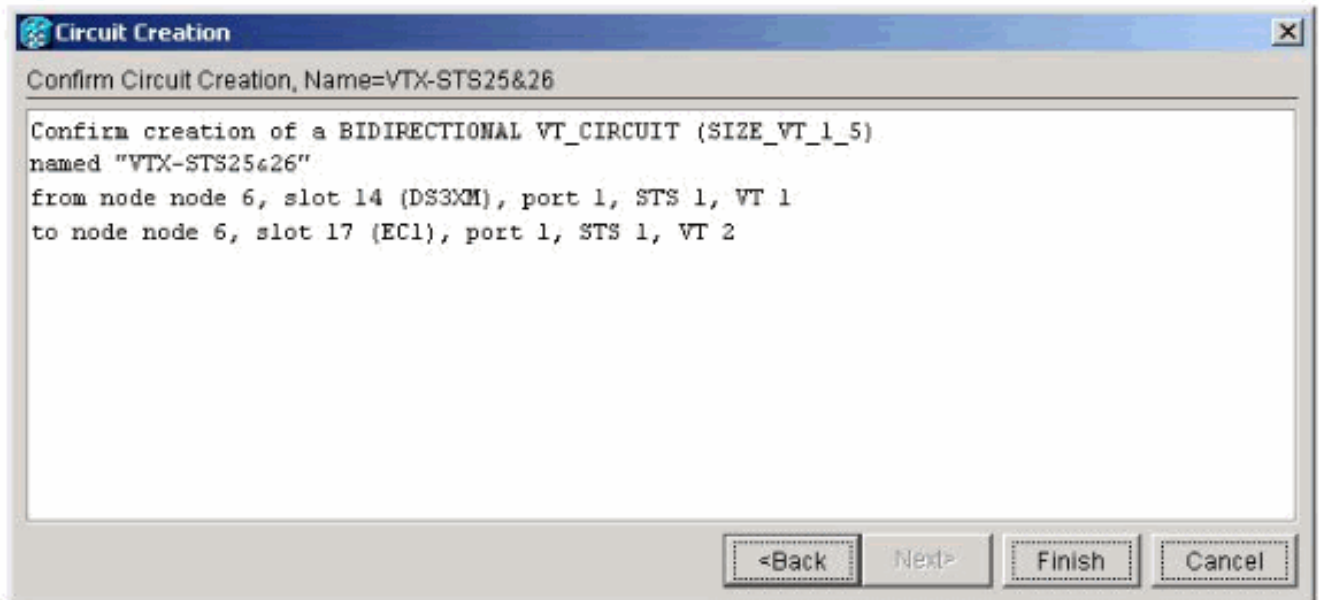 Circuit Creation
Confirm Circuit Creation, Name=VTX-STS25&26
Confirm creation of a BIDIRECTIONAL VT_CIRCUIT (SIZE_VT_1_5)
named "VTX-STS25&26"
from node node 6, slot 14 (DS3XM), port 1, STS 1, VT 1
to node node 6, slot 17 (EC1), port 1, STS 1, VT 2
<Back Next> Finish Cancel